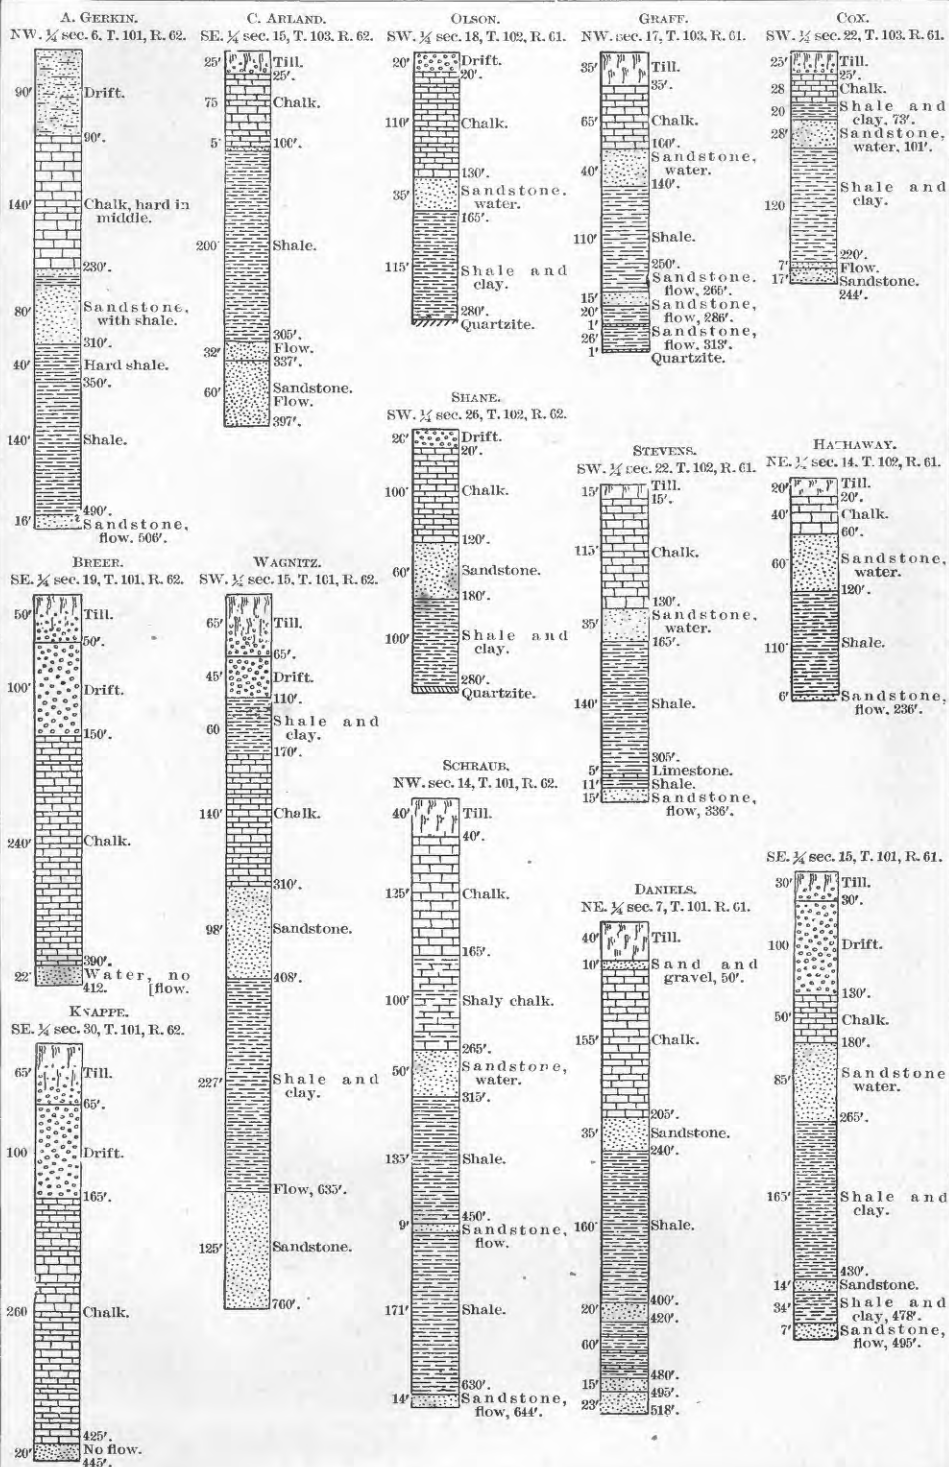 A. GERKIN.
NW. ¼ sec. 6, T. 101, R. 62.
90'
Drift.
90'.
140'
Chalk, hard in
middle.
230'.
80'
Sandstone,
with shale.
310'.
40'
Hard shale.
350'.
140'
Shale.
490'.
16'
Sandstone,
flow, 506'.
C. ARLAND.
SE. ¼ sec. 15, T. 103, R. 62.
25'
Till.
25'.
75
Chalk.
5'
100'.
200'
Shale.
305'.
32'
Flow.
337'.
60'
Sandstone.
Flow.
397'.
OLSON.
SW. ¼ sec. 18, T. 102, R. 61.
20'
Drift.
20'.
110'
Chalk.
130'.
35'
Sandstone,
water.
165'.
115'
Shale and
clay.
280'.
Quartzite.
GRAFF.
NW. sec. 17, T. 103, R. 61.
35'
Till.
35'.
65'
Chalk.
100'.
40'
Sandstone,
water.
140'.
110'
Shale.
250'.
Sandstone,
flow, 266'.
15'
Sandstone,
20'
flow, 286'.
1'
Sandstone,
26'
flow, 313'.
1'
Quartzite.
COX.
SW. ¼ sec. 22, T. 103, R. 61.
25'
Till.
25'.
28
Chalk.
20'
Shale and
clay, 73'.
28'
Sandstone,
water, 101'.
120
Shale and
clay.
220'.
7'
Flow.
17'
Sandstone.
244'.
SHANE.
SW. ¼ sec. 26, T. 102, R. 62.
20'
Drift.
20'.
100'
Chalk.
120'.
60'
Sandstone.
180'.
100'
Shale and
clay.
280'.
Quartzite.
STEVENS.
SW. ¼ sec. 22, T. 102, R. 61.
15'
Till.
15'.
115'
Chalk.
130'.
35'
Sandstone,
water.
165'.
140'
Shale.
305'.
5'
Limestone.
11'
Shale.
15'
Sandstone,
flow, 336'.
HATHAWAY.
NE. ¼ sec. 14, T. 102, R. 61.
20'
Till.
20'.
40'
Chalk.
60'.
60'
Sandstone,
water.
120'.
110'
Shale.
6'
Sandstone,
flow, 236'.
BREER.
SE. ¼ sec. 19, T. 101, R. 62.
50'
Till.
50'.
100'
Drift.
150'.
240'
Chalk.
390'.
22'
Water, no
412. [flow.
WAGNITZ.
SW. ¼ sec. 15, T. 101, R. 62.
65'
Till.
65'.
45'
Drift.
110'.
60
Shale and
clay.
170'.
140'
Chalk.
310'.
98'
Sandstone.
408'.
227'
Shale and
clay.
Flow, 635'.
125'
Sandstone.
760'.
SCHRAUB.
NW. sec. 14, T. 101, R. 62.
40'
Till.
40'.
135'
Chalk.
165'.
100'
Shaly chalk.
265'.
50'
Sandstone,
water.
315'.
135'
Shale.
450'.
9'
Sandstone,
flow.
171'
Shale.
630'.
14'
Sandstone,
flow, 644'.
DANIELS.
NE. ¼ sec. 7, T. 101, R. 61.
40'
Till.
10'
Sand and
gravel, 50'.
155'
Chalk.
205'.
35'
Sandstone.
240'.
160'
Shale.
400'.
20'
420'.
60'
480'.
15'
495'.
23'
518'.
SE. ¼ sec. 15, T. 101, R. 61.
30'
Till.
30'.
100
Drift.
130'.
50'
Chalk.
180'.
85'
Sandstone
water.
265'.
165'
Shale and
clay.
430'.
14'
Sandstone.
34'
Shale and
clay, 478'.
7'
Sandstone,
flow, 495'.
KNAPPE.
SE. ¼ sec. 30, T. 101, R. 62.
65'
Till.
65'.
100
Drift.
165'.
260
Chalk.
425'.
20'
No flow.
445'.